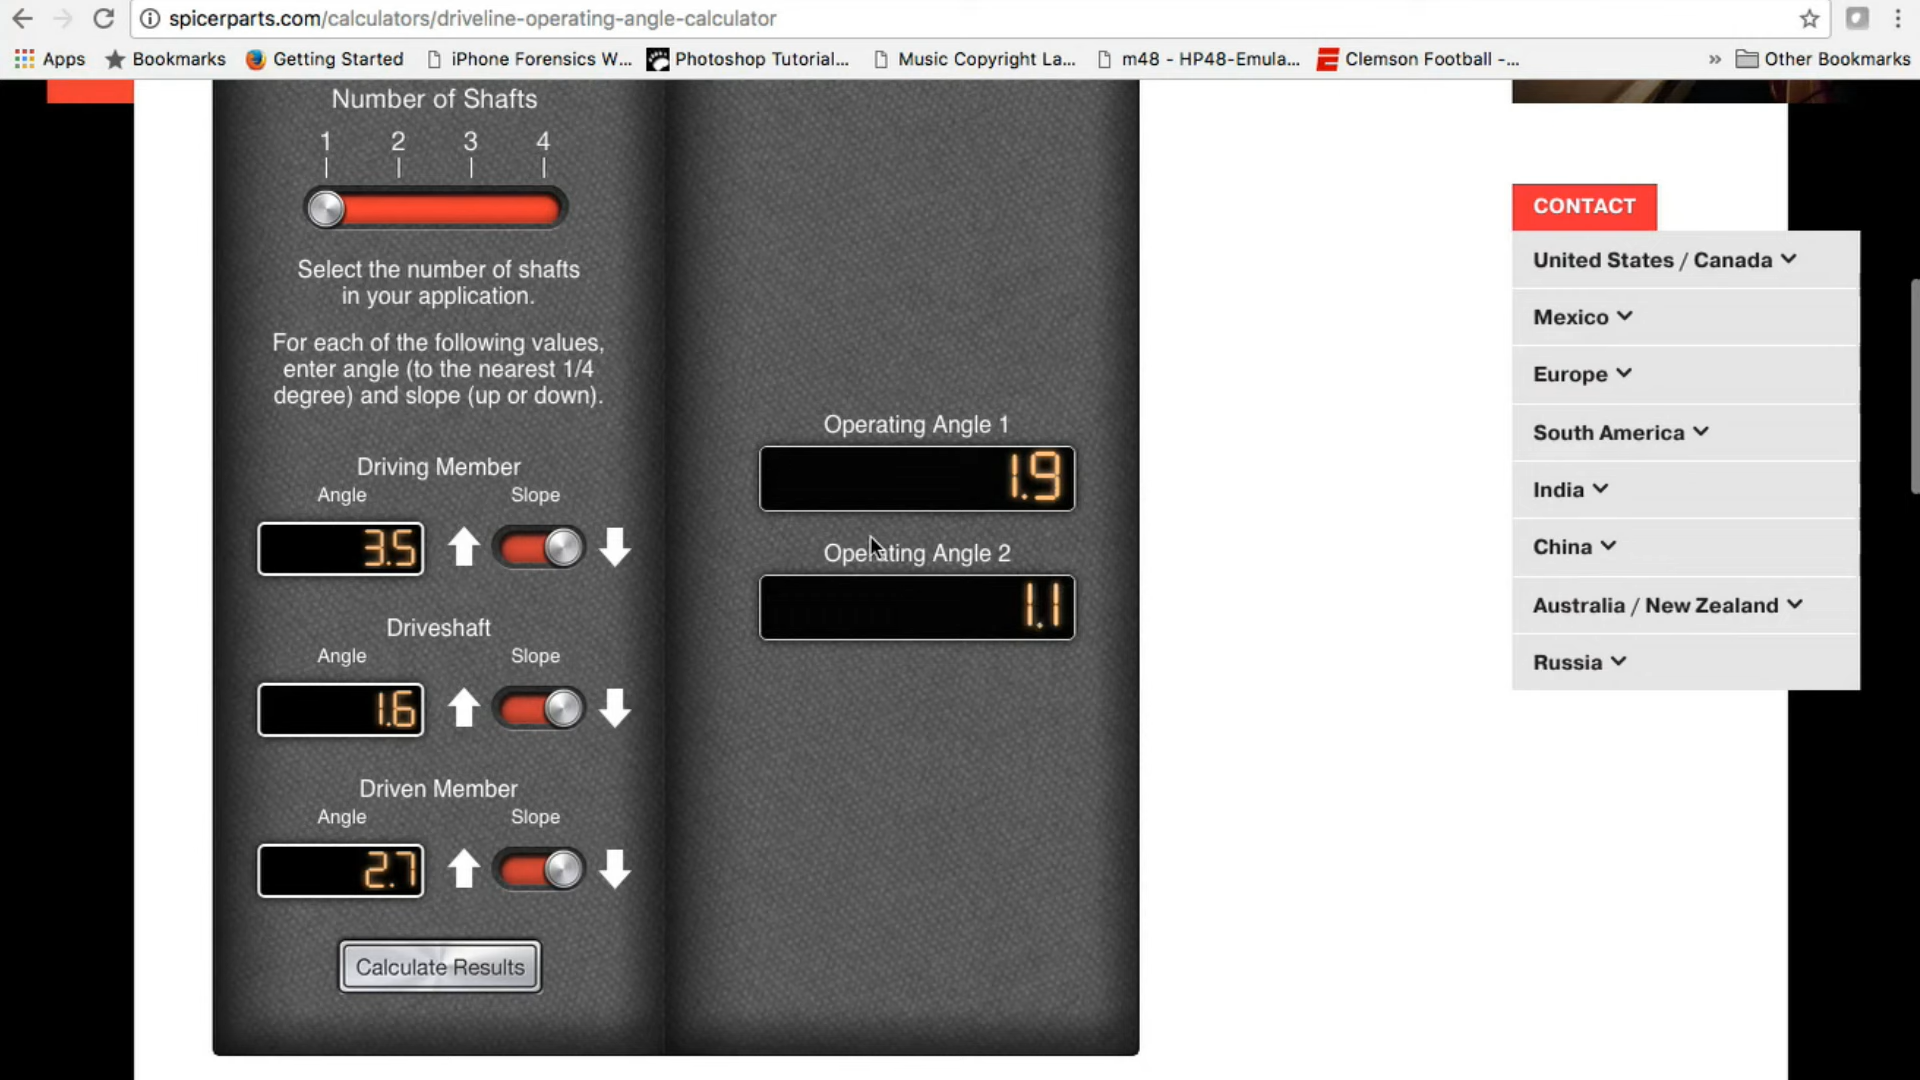 spicerparts.com/calculators/driveline-operating-angle-calculator
Apps Bookmarks Getting Started iPhone Forensics W... Photoshop Tutorial... Music Copyright La... m48 - HP48-Emula... Clemson Football -... » Other Bookmarks
Number of Shafts
1 2 3 4
Select the number of shafts
in your application.
For each of the following values,
enter angle (to the nearest 1/4
degree) and slope (up or down).
Driving Member
Angle Slope
3.5
Driveshaft
Angle Slope
1.6
Driven Member
Angle Slope
2.7
Calculate Results
Operating Angle 1
1.9
Operating Angle 2
1.1
CONTACT
United States / Canada
Mexico
Europe
South America
India
China
Australia / New Zealand
Russia